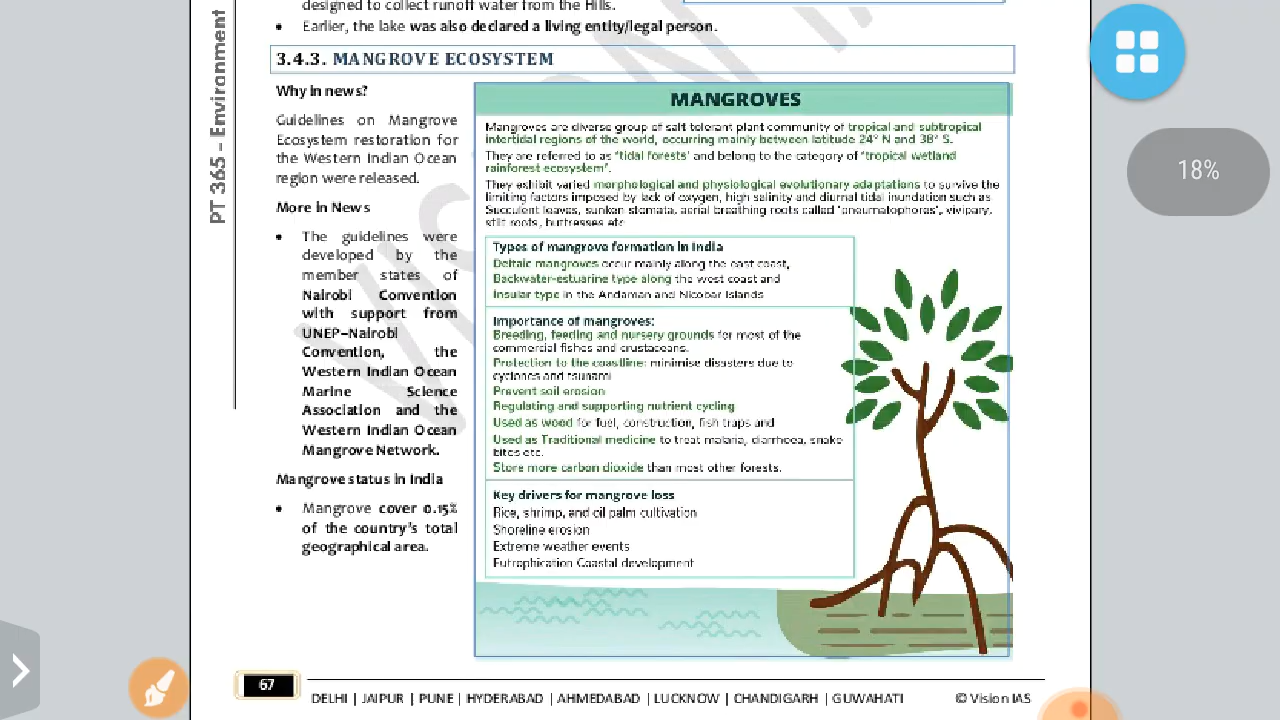 designed to collect runoff water from the Hills.
• Earlier, the lake was also declared a living entity/legal person.
3.4.3. MANGROVE ECOSYSTEM
PT 365 - Environment
Why in news?
Guidelines on Mangrove
Ecosystem restoration for
the Western Indian Ocean
region were released.
More in News
• The guidelines were
developed by the
member states of
Nairobi Convention
with support from
UNEP–Nairobi
Convention, the
Western Indian Ocean
Marine Science
Association and the
Western Indian Ocean
Mangrove Network.
Mangrove status in India
• Mangrove cover 0.15%
of the country's total
geographical area.
MANGROVES
Mangroves are diverse group of salt tolerant plant community of tropical and subtropical
intertidal regions of the world, occurring mainly between latitude 24° N and 38° S.
They are referred to as 'tidal forests' and belong to the category of 'tropical wetland
rainforest ecosystem'.
They exhibit varied morphological and physiological evolutionary adaptations to survive the
limiting factors imposed by lack of oxygen, high salinity and diurnal tidal inundation such as
Succulent leaves, sunken stomata, aerial breathing roots called 'pneumatophores', vivipary,
stilt roots, buttresses etc
Types of mangrove formation in India
Deltaic mangroves occur mainly along the east coast,
Backwater-estuarine type along the west coast and
Insular type in the Andaman and Nicobar Islands
Importance of mangroves:
Breeding, feeding and nursery grounds for most of the
commercial fishes and crustaceans.
Protection to the coastline: minimise disasters due to
cyclones and tsunami
Prevent soil erosion
Regulating and supporting nutrient cycling
Used as wood for fuel, construction, fish traps and
Used as Traditional medicine to treat malaria, diarrhoea, snake
bites etc.
Store more carbon dioxide than most other forests.
Key drivers for mangrove loss
Rice, shrimp, and oil palm cultivation
Shoreline erosion
Extreme weather events
Eutrophication Coastal development
67
DELHI | JAIPUR | PUNE | HYDERABAD | AHMEDABAD | LUCKNOW | CHANDIGARH | GUWAHATI
© Vision IAS
18%